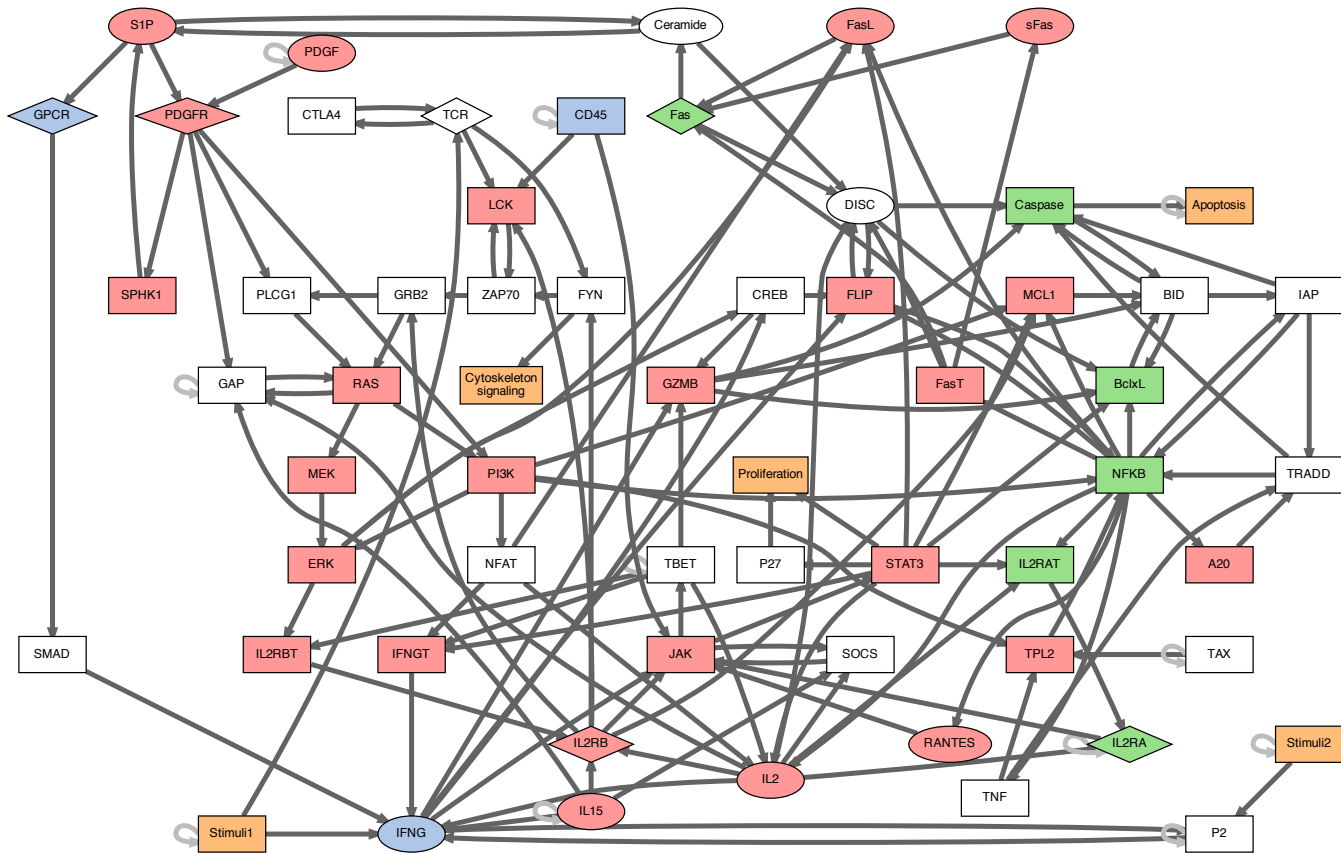 S1P
Ceramide
FasL
sFas
PDGF
GPCR
PDGFR
CTLA4
TCR
CD45
Fas
LCK
DISC
Caspase
Apoptosis
SPHK1
PLCG1
GRB2
ZAP70
FYN
CREB
FLIP
MCL1
BID
IAP
GAP
RAS
Cytoskeleton
signaling
GZMB
FasT
BclxL
MEK
PI3K
Proliferation
NFKB
TRADD
ERK
NFAT
TBET
P27
STAT3
IL2RAT
A20
SMAD
IL2RBT
IFNGT
JAK
SOCS
TPL2
TAX
IL2RB
RANTES
IL2RA
Stimuli2
IL2
TNF
IL15
Stimuli1
IFNG
P2